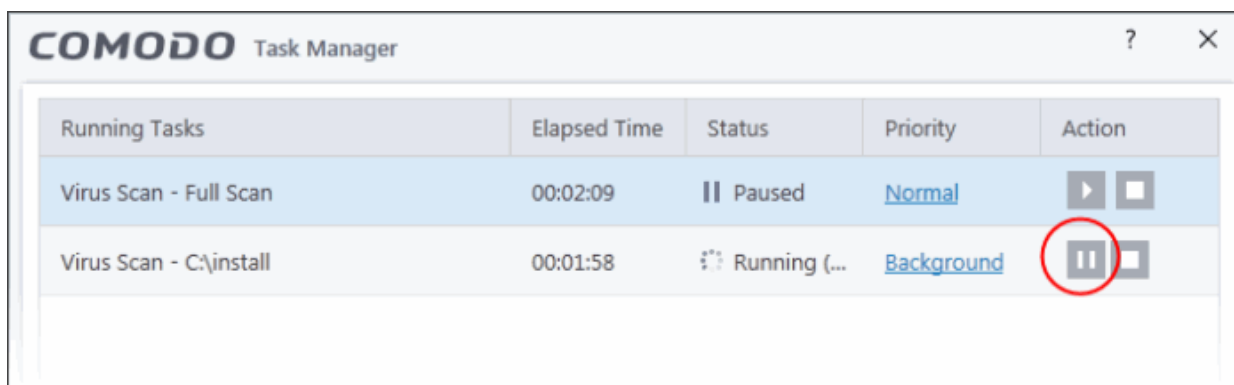 COMODO Task Manager ? ×
Running Tasks Elapsed Time Status Priority Action
Virus Scan - Full Scan 00:02:09 Paused Normal
Virus Scan - C:\install 00:01:58 Running (... Background